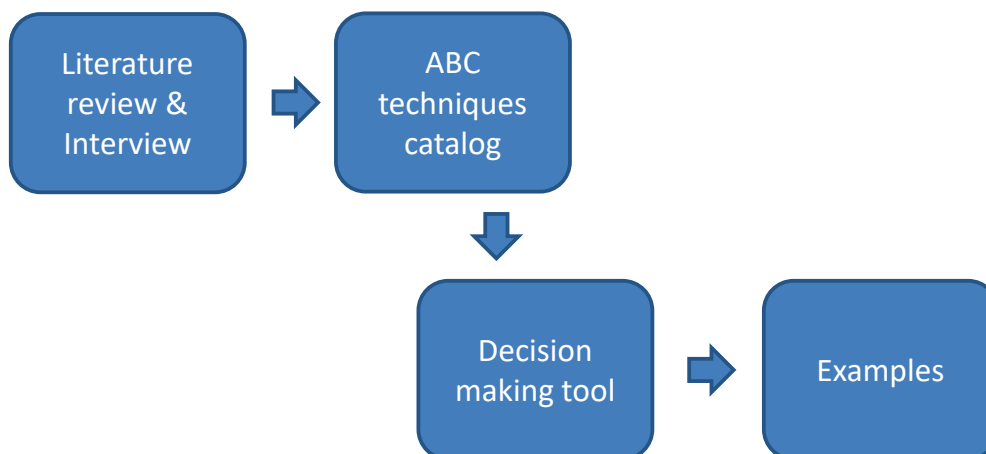 Literature
review &
Interview
ABC
techniques
catalog
Decision
making tool
Examples